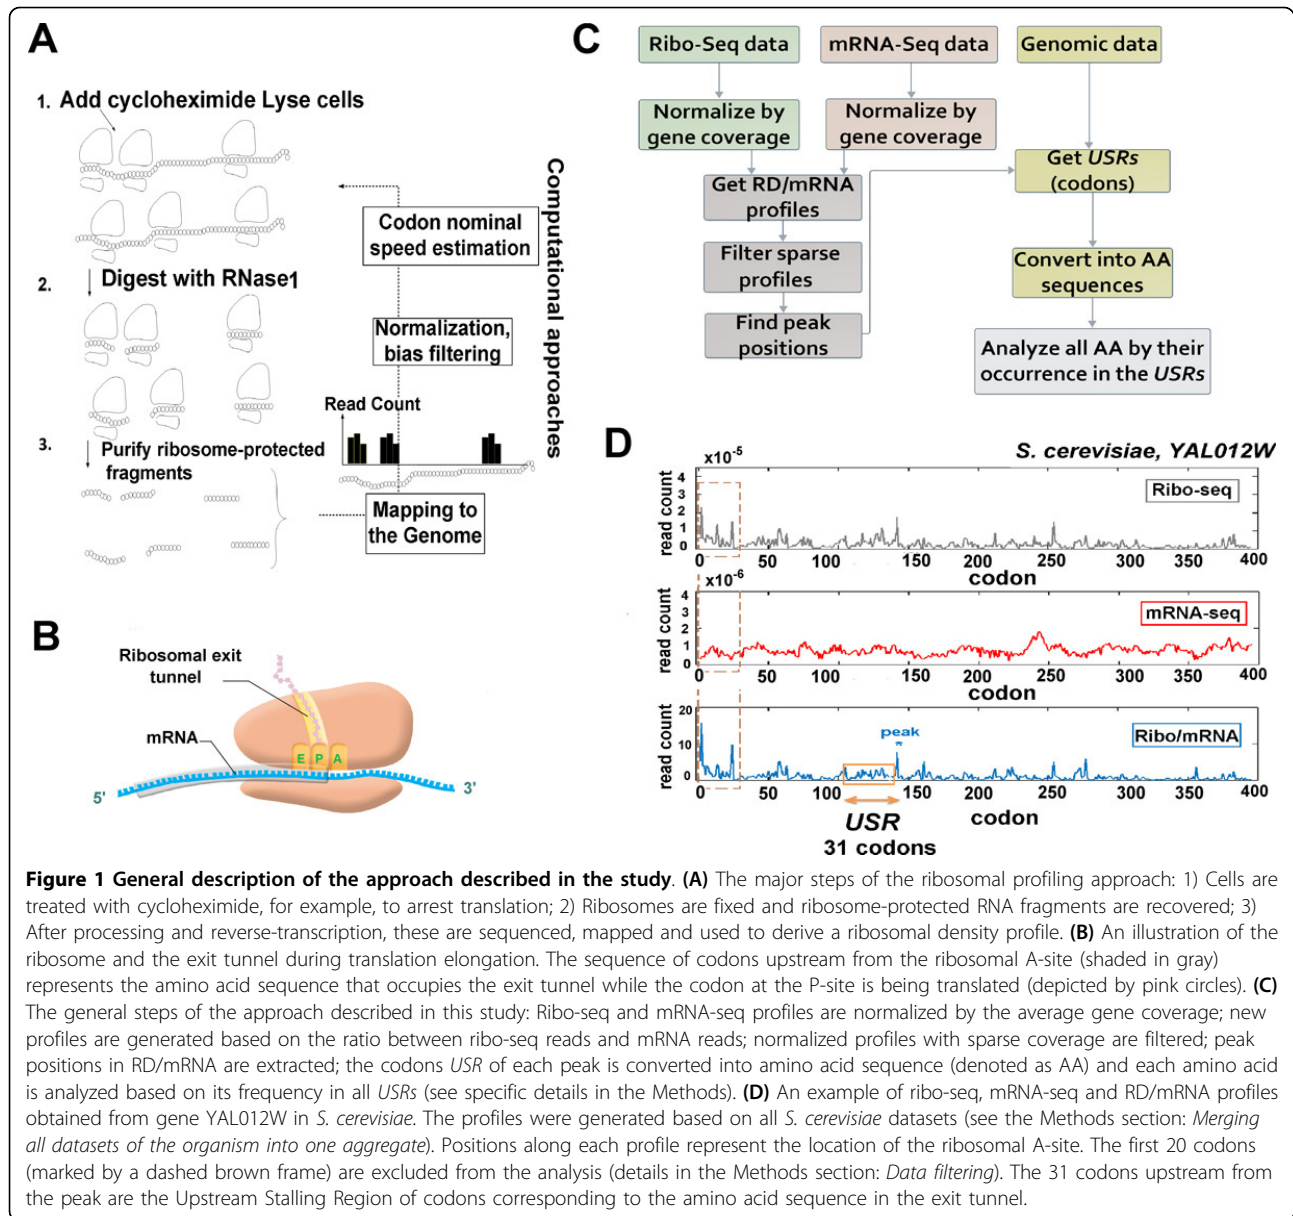 A
1. Add cycloheximide Lyse cells
2. Digest with RNase1
3. Purify ribosome-protected
fragments
Computational approaches
Codon nominal
speed estimation
Normalization,
bias filtering
Read Count
Mapping to
the Genome
B
Ribosomal exit
tunnel
mRNA
E P A
5'
3'
C
Ribo-Seq data
mRNA-Seq data
Genomic data
Normalize by
gene coverage
Normalize by
gene coverage
Get USRs
(codons)
Get RD/mRNA
profiles
Filter sparse
profiles
Convert into AA
sequences
Find peak
positions
Analyze all AA by their
occurrence in the USRs
D
S. cerevisiae, YAL012W
x10-5
Ribo-seq
read count
4
3
2
1
0
0 50 100 150 200 250 300 350 400
codon
x10-6
mRNA-seq
read count
4
3
2
1
0
0 50 100 150 200 250 300 350 400
codon
Ribo/mRNA
peak
read count
20
10
0
0 50 100 150 200 250 300 350 400
codon
USR
31 codons
Figure 1 General description of the approach described in the study. (A) The major steps of the ribosomal profiling approach: 1) Cells are
treated with cycloheximide, for example, to arrest translation; 2) Ribosomes are fixed and ribosome-protected RNA fragments are recovered; 3)
After processing and reverse-transcription, these are sequenced, mapped and used to derive a ribosomal density profile. (B) An illustration of the
ribosome and the exit tunnel during translation elongation. The sequence of codons upstream from the ribosomal A-site (shaded in gray)
represents the amino acid sequence that occupies the exit tunnel while the codon at the P-site is being translated (depicted by pink circles). (C)
The general steps of the approach described in this study: Ribo-seq and mRNA-seq profiles are normalized by the average gene coverage; new
profiles are generated based on the ratio between ribo-seq reads and mRNA reads; normalized profiles with sparse coverage are filtered; peak
positions in RD/mRNA are extracted; the codons USR of each peak is converted into amino acid sequence (denoted as AA) and each amino acid
is analyzed based on its frequency in all USRs (see specific details in the Methods). (D) An example of ribo-seq, mRNA-seq and RD/mRNA profiles
obtained from gene YAL012W in S. cerevisiae. The profiles were generated based on all S. cerevisiae datasets (see the Methods section: Merging
all datasets of the organism into one aggregate). Positions along each profile represent the location of the ribosomal A-site. The first 20 codons
(marked by a dashed brown frame) are excluded from the analysis (details in the Methods section: Data filtering). The 31 codons upstream from
the peak are the Upstream Stalling Region of codons corresponding to the amino acid sequence in the exit tunnel.